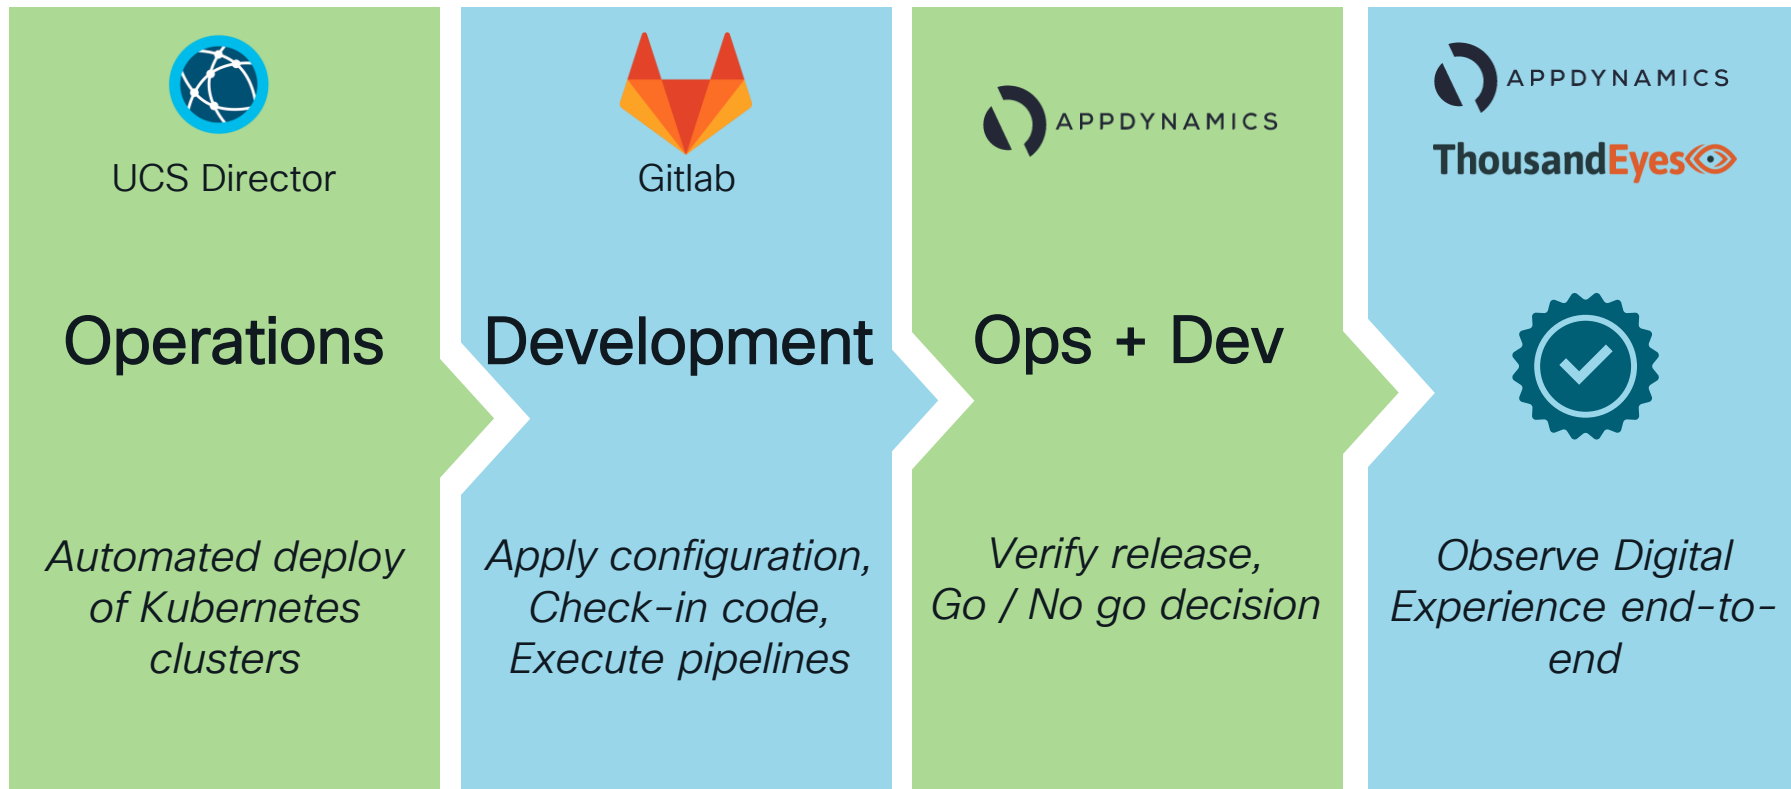 UCS Director
Operations
Automated deploy
of Kubernetes
clusters
Gitlab
Development
Apply configuration,
Check-in code,
Execute pipelines
APPDYNAMICS
Ops + Dev
Verify release,
Go / No go decision
APPDYNAMICS
ThousandEyes
Observe Digital
Experience end-to-
end